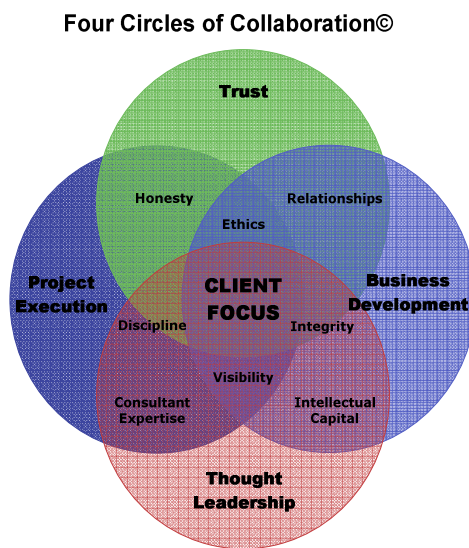 Four Circles of Collaboration©
Trust
Honesty
Relationships
Ethics
Project
Execution
CLIENT
FOCUS
Business
Development
Discipline
Integrity
Visibility
Consultant
Expertise
Intellectual
Capital
Thought
Leadership